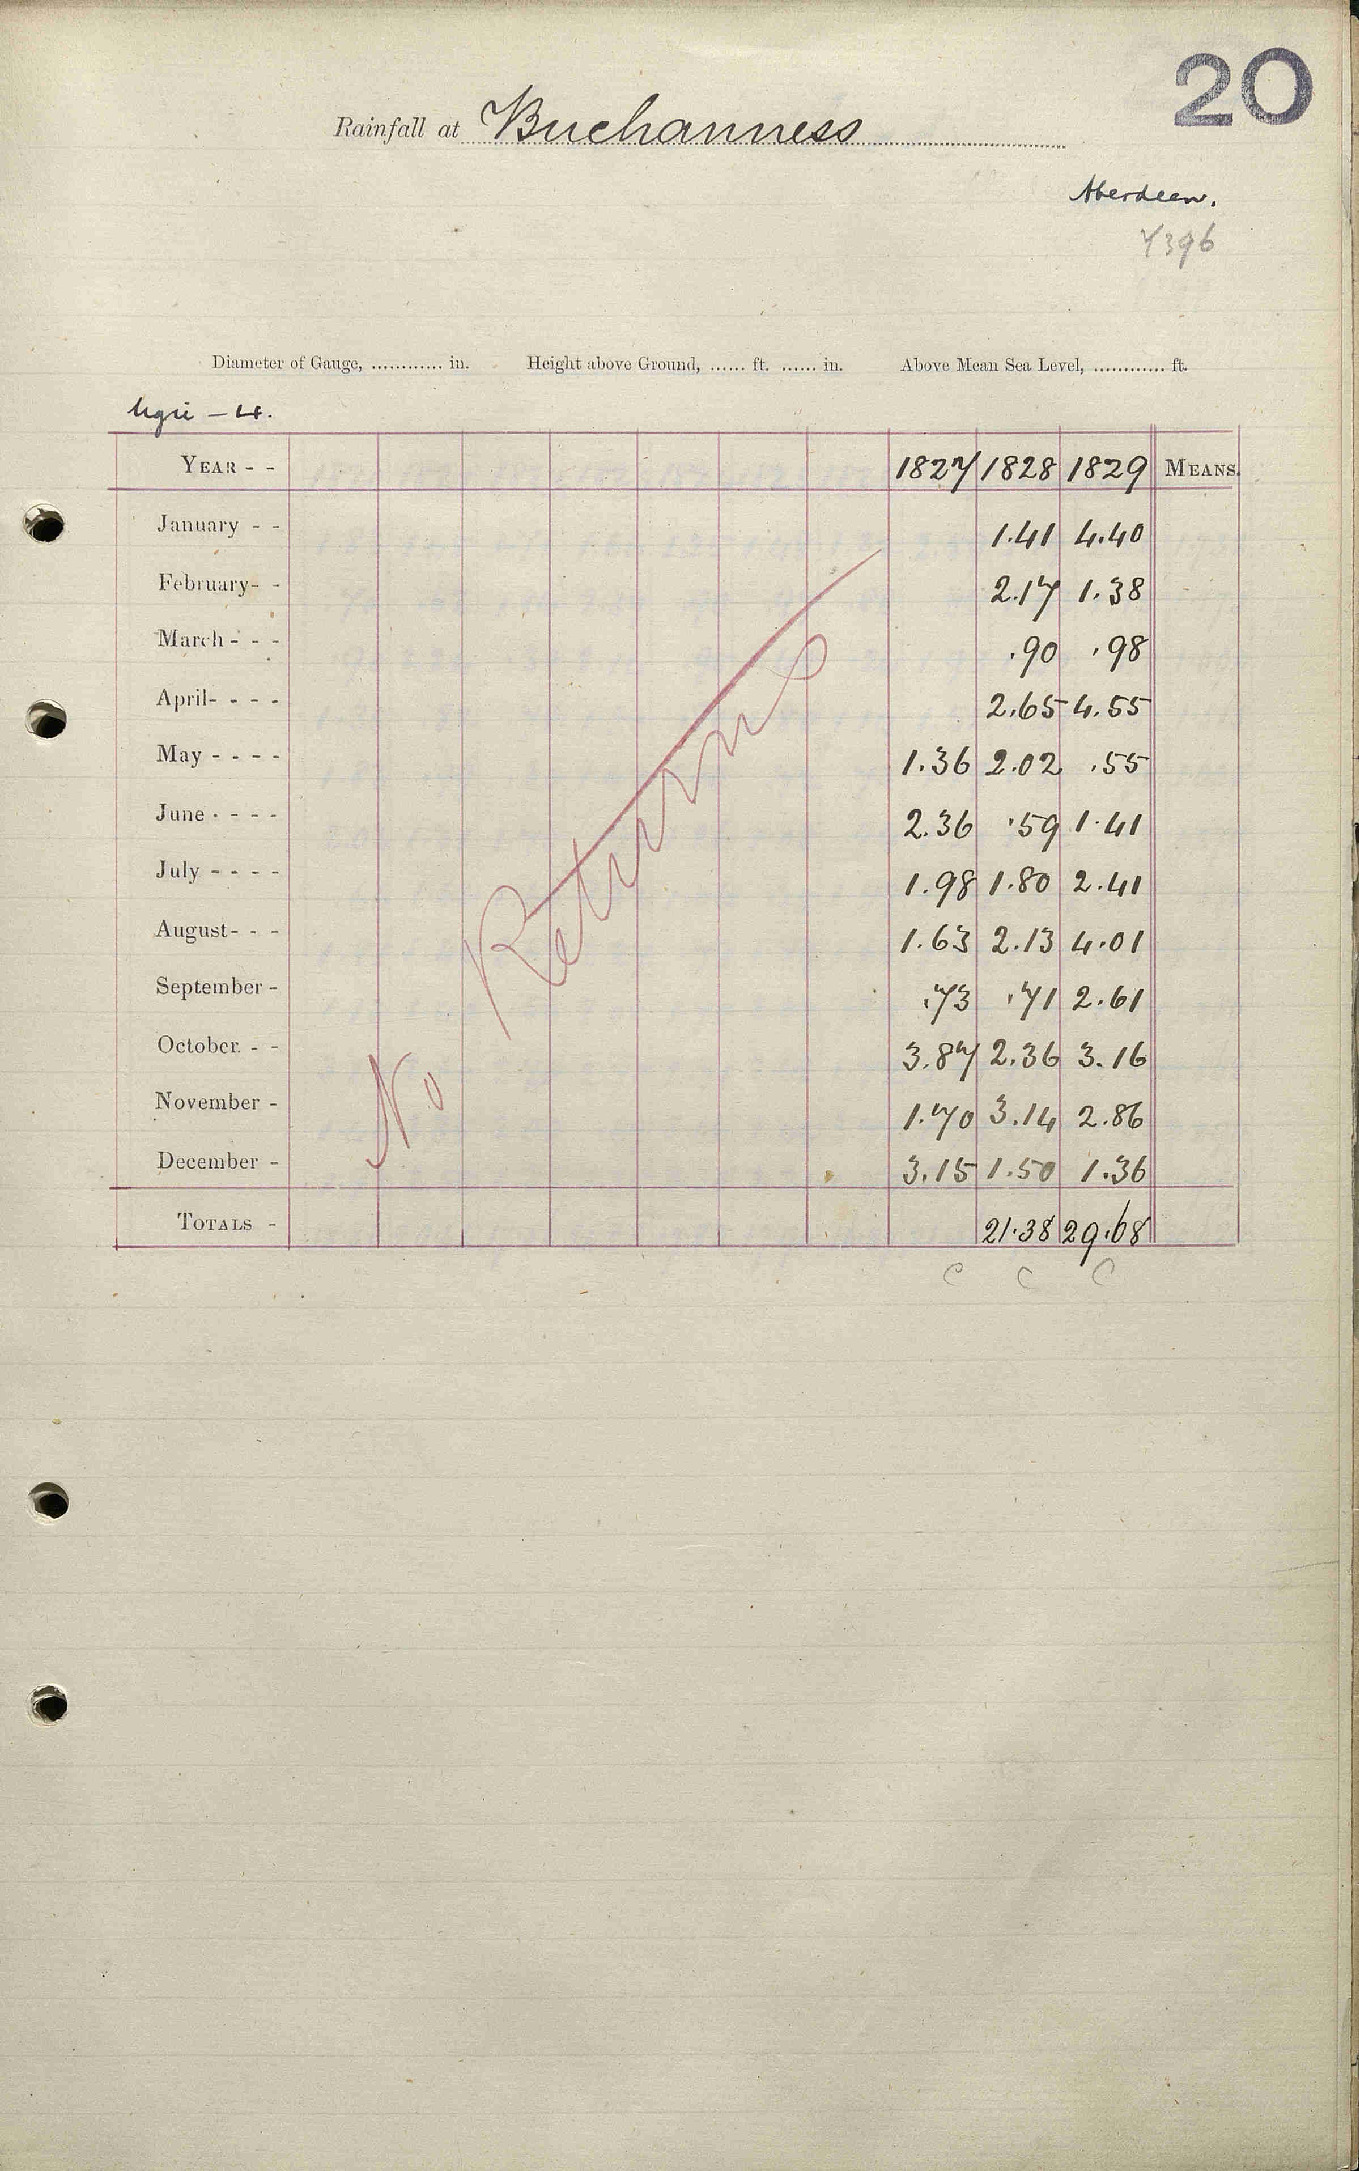 20
Rainfall at Buchanness
Aberdeen.
7396
Diameter of Gauge, ............ in. Height above Ground, ...... ft. ...... in. Above Mean Sea Level, ............ ft.
Ugie - 4.
YEAR - - 1827 1828 1829 MEANS.
January - - 1.41 4.40
February- - 2.17 1.38
March - - - .90 .98
April- - - - 2.65 4.55
May - - - - 1.36 2.02 .55
June - - - - 2.36 .59 1.41
July - - - - 1.98 1.80 2.41
August- - - 1.63 2.13 4.01
September - .73 .71 2.61
October - - 3.87 2.36 3.16
November - 1.70 3.14 2.86
December - 3.15 1.50 1.36
TOTALS - 21.38 29.68
C C C
No Returns